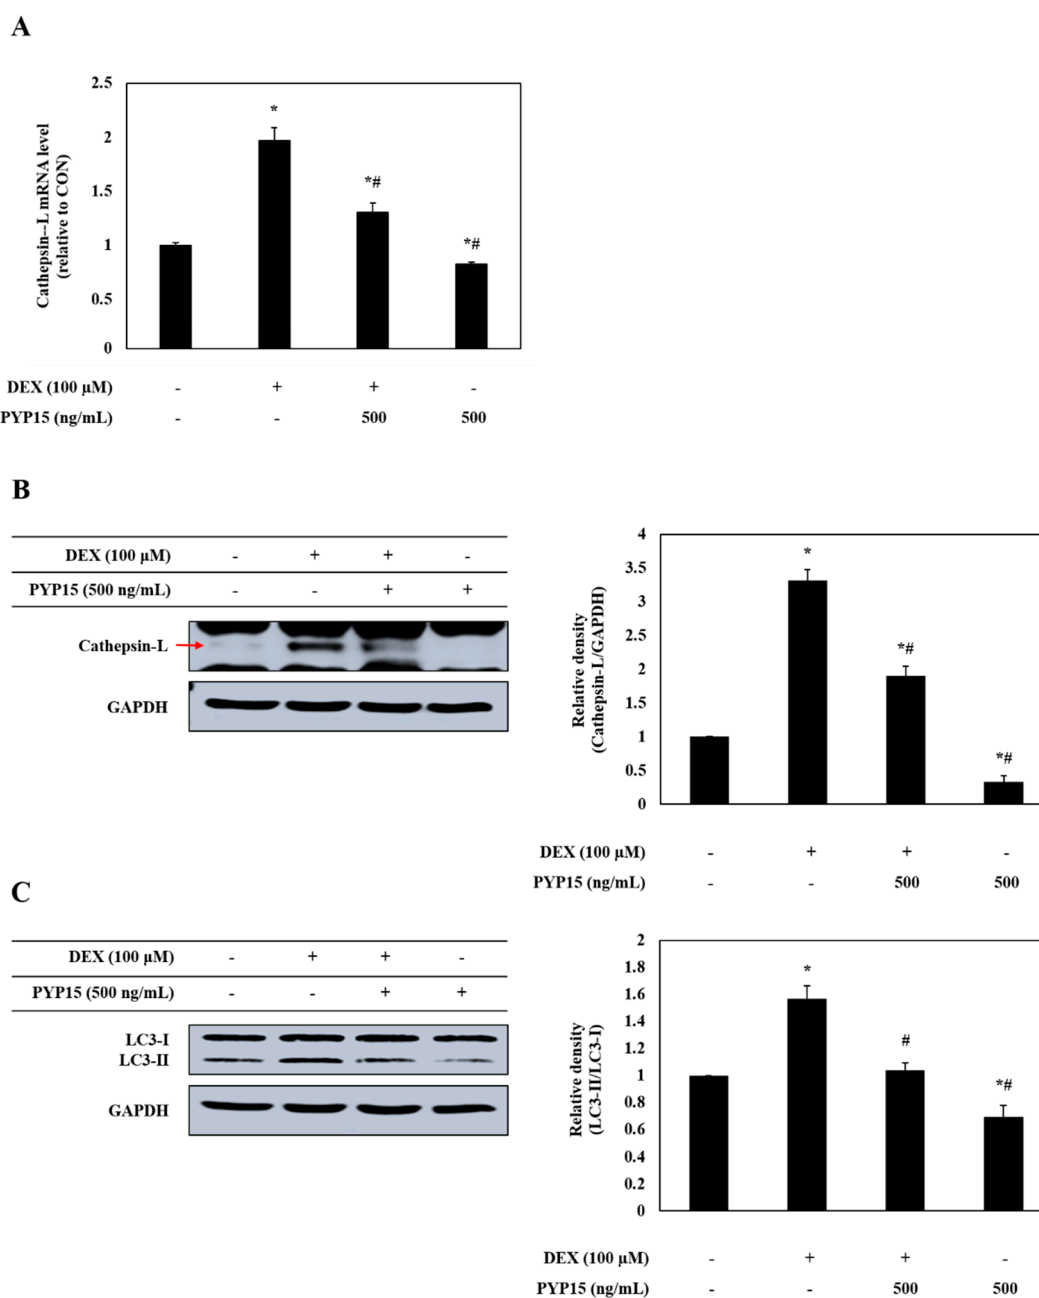 A
2.5
2
1.5
1
0.5
0
Cathepsin--L mRNA level
(relative to CON)
*
*#
*#
DEX (100 μM) - + + -
PYP15 (ng/mL) - - 500 500
B
DEX (100 μM) - + + -
PYP15 (500 ng/mL) - - + +
Cathepsin-L
GAPDH
4
3.5
3
2.5
2
1.5
1
0.5
0
Relative density
(Cathepsin-L/GAPDH)
*
*#
*#
DEX (100 μM) - + + -
PYP15 (ng/mL) - - 500 500
C
DEX (100 μM) - + + -
PYP15 (500 ng/mL) - - + +
LC3-I
LC3-II
GAPDH
2
1.8
1.6
1.4
1.2
1
0.8
0.6
0.4
0.2
0
Relative density
(LC3-II/LC3-I)
*
#
*#
DEX (100 μM) - + + -
PYP15 (ng/mL) - - 500 500